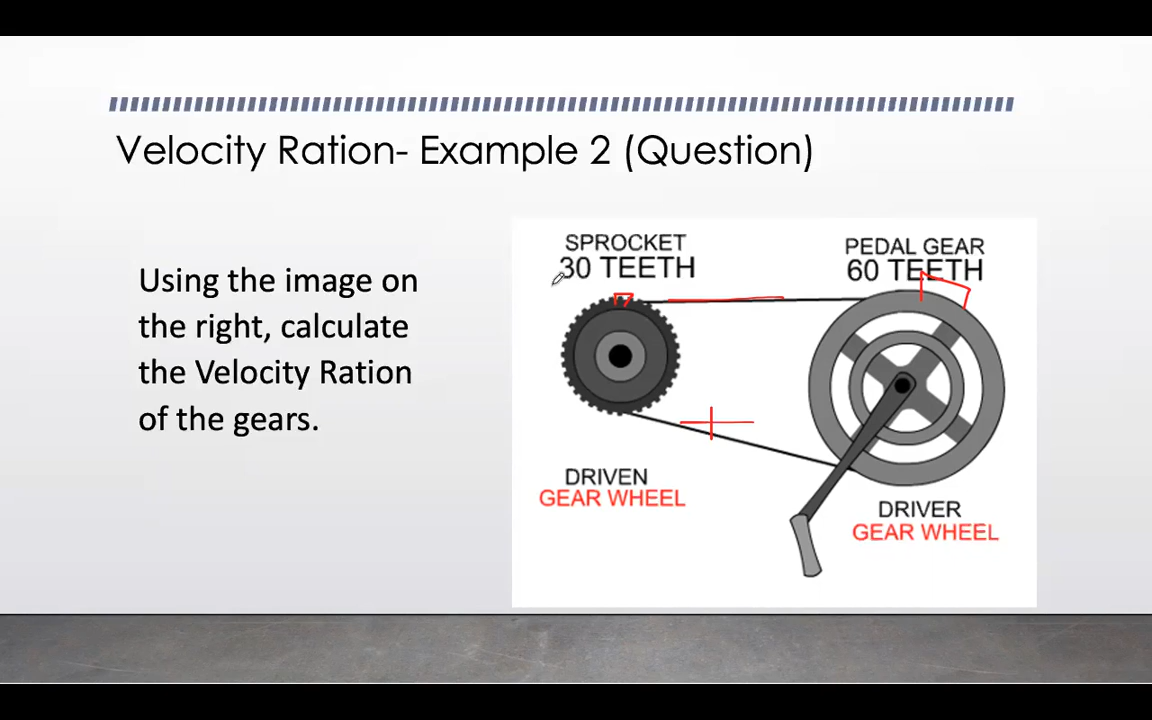 Velocity Ration- Example 2 (Question)
Using the image on
the right, calculate
the Velocity Ration
of the gears.
SPROCKET
30 TEETH
PEDAL GEAR
60 TEETH
DRIVEN
GEAR WHEEL
DRIVER
GEAR WHEEL